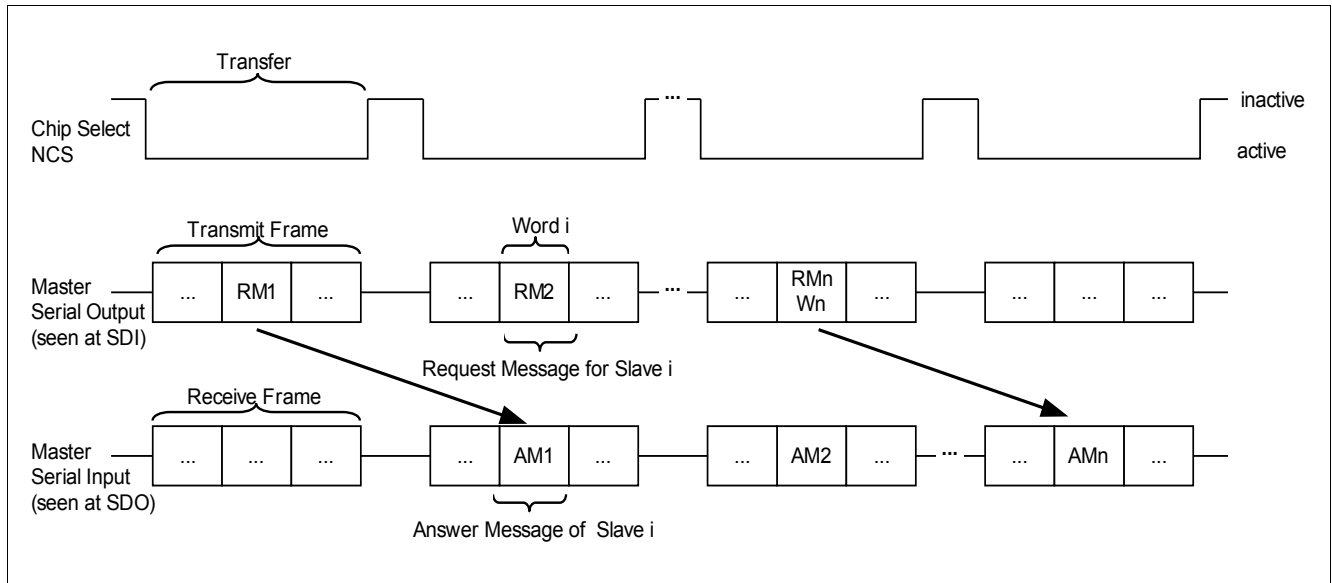 Transfer
...
inactive
Chip Select
NCS
active
Transmit Frame
Word i
Master
Serial Output
(seen at SDI)
... RM1 ...
... RM2 ...
...
... RMn
Wn ...
... ... ...
Request Message for Slave i
Receive Frame
Master
Serial Input
(seen at SDO)
... ... ...
... AM1 ...
... AM2 ...
...
... AMn ...
Answer Message of Slave i